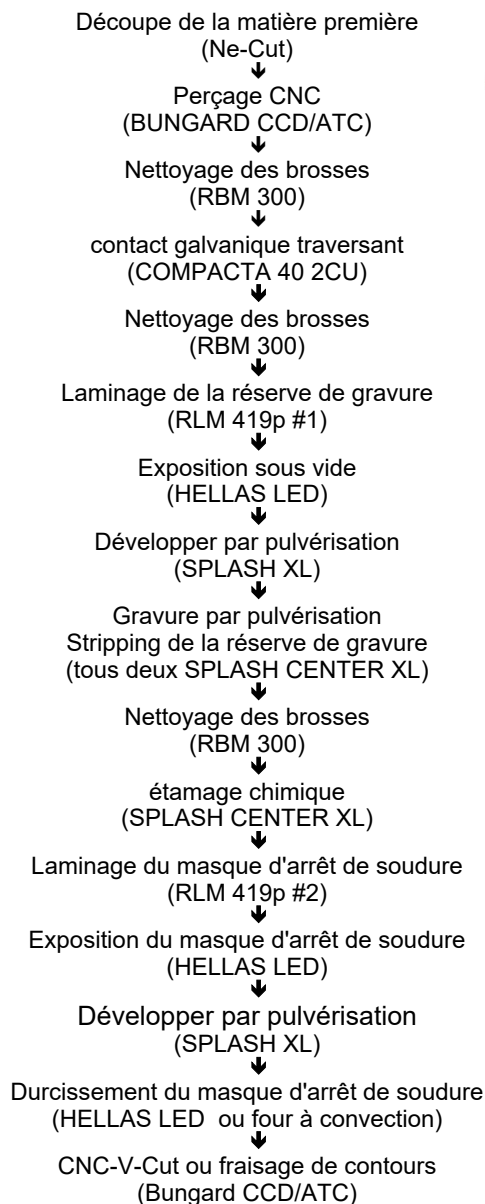 Découpe de la matière première
(Ne-Cut)
Perçage CNC
(BUNGARD CCD/ATC)
Nettoyage des brosses
(RBM 300)
contact galvanique traversant
(COMPACTA 40 2CU)
Nettoyage des brosses
(RBM 300)
Laminage de la réserve de gravure
(RLM 419p #1)
Exposition sous vide
(HELLAS LED)
Développer par pulvérisation
(SPLASH XL)
Gravure par pulvérisation
Stripping de la réserve de gravure
(tous deux SPLASH CENTER XL)
Nettoyage des brosses
(RBM 300)
étamage chimique
(SPLASH CENTER XL)
Laminage du masque d'arrêt de soudure
(RLM 419p #2)
Exposition du masque d'arrêt de soudure
(HELLAS LED)
Développer par pulvérisation
(SPLASH XL)
Durcissement du masque d'arrêt de soudure
(HELLAS LED ou four à convection)
CNC-V-Cut ou fraisage de contours
(Bungard CCD/ATC)